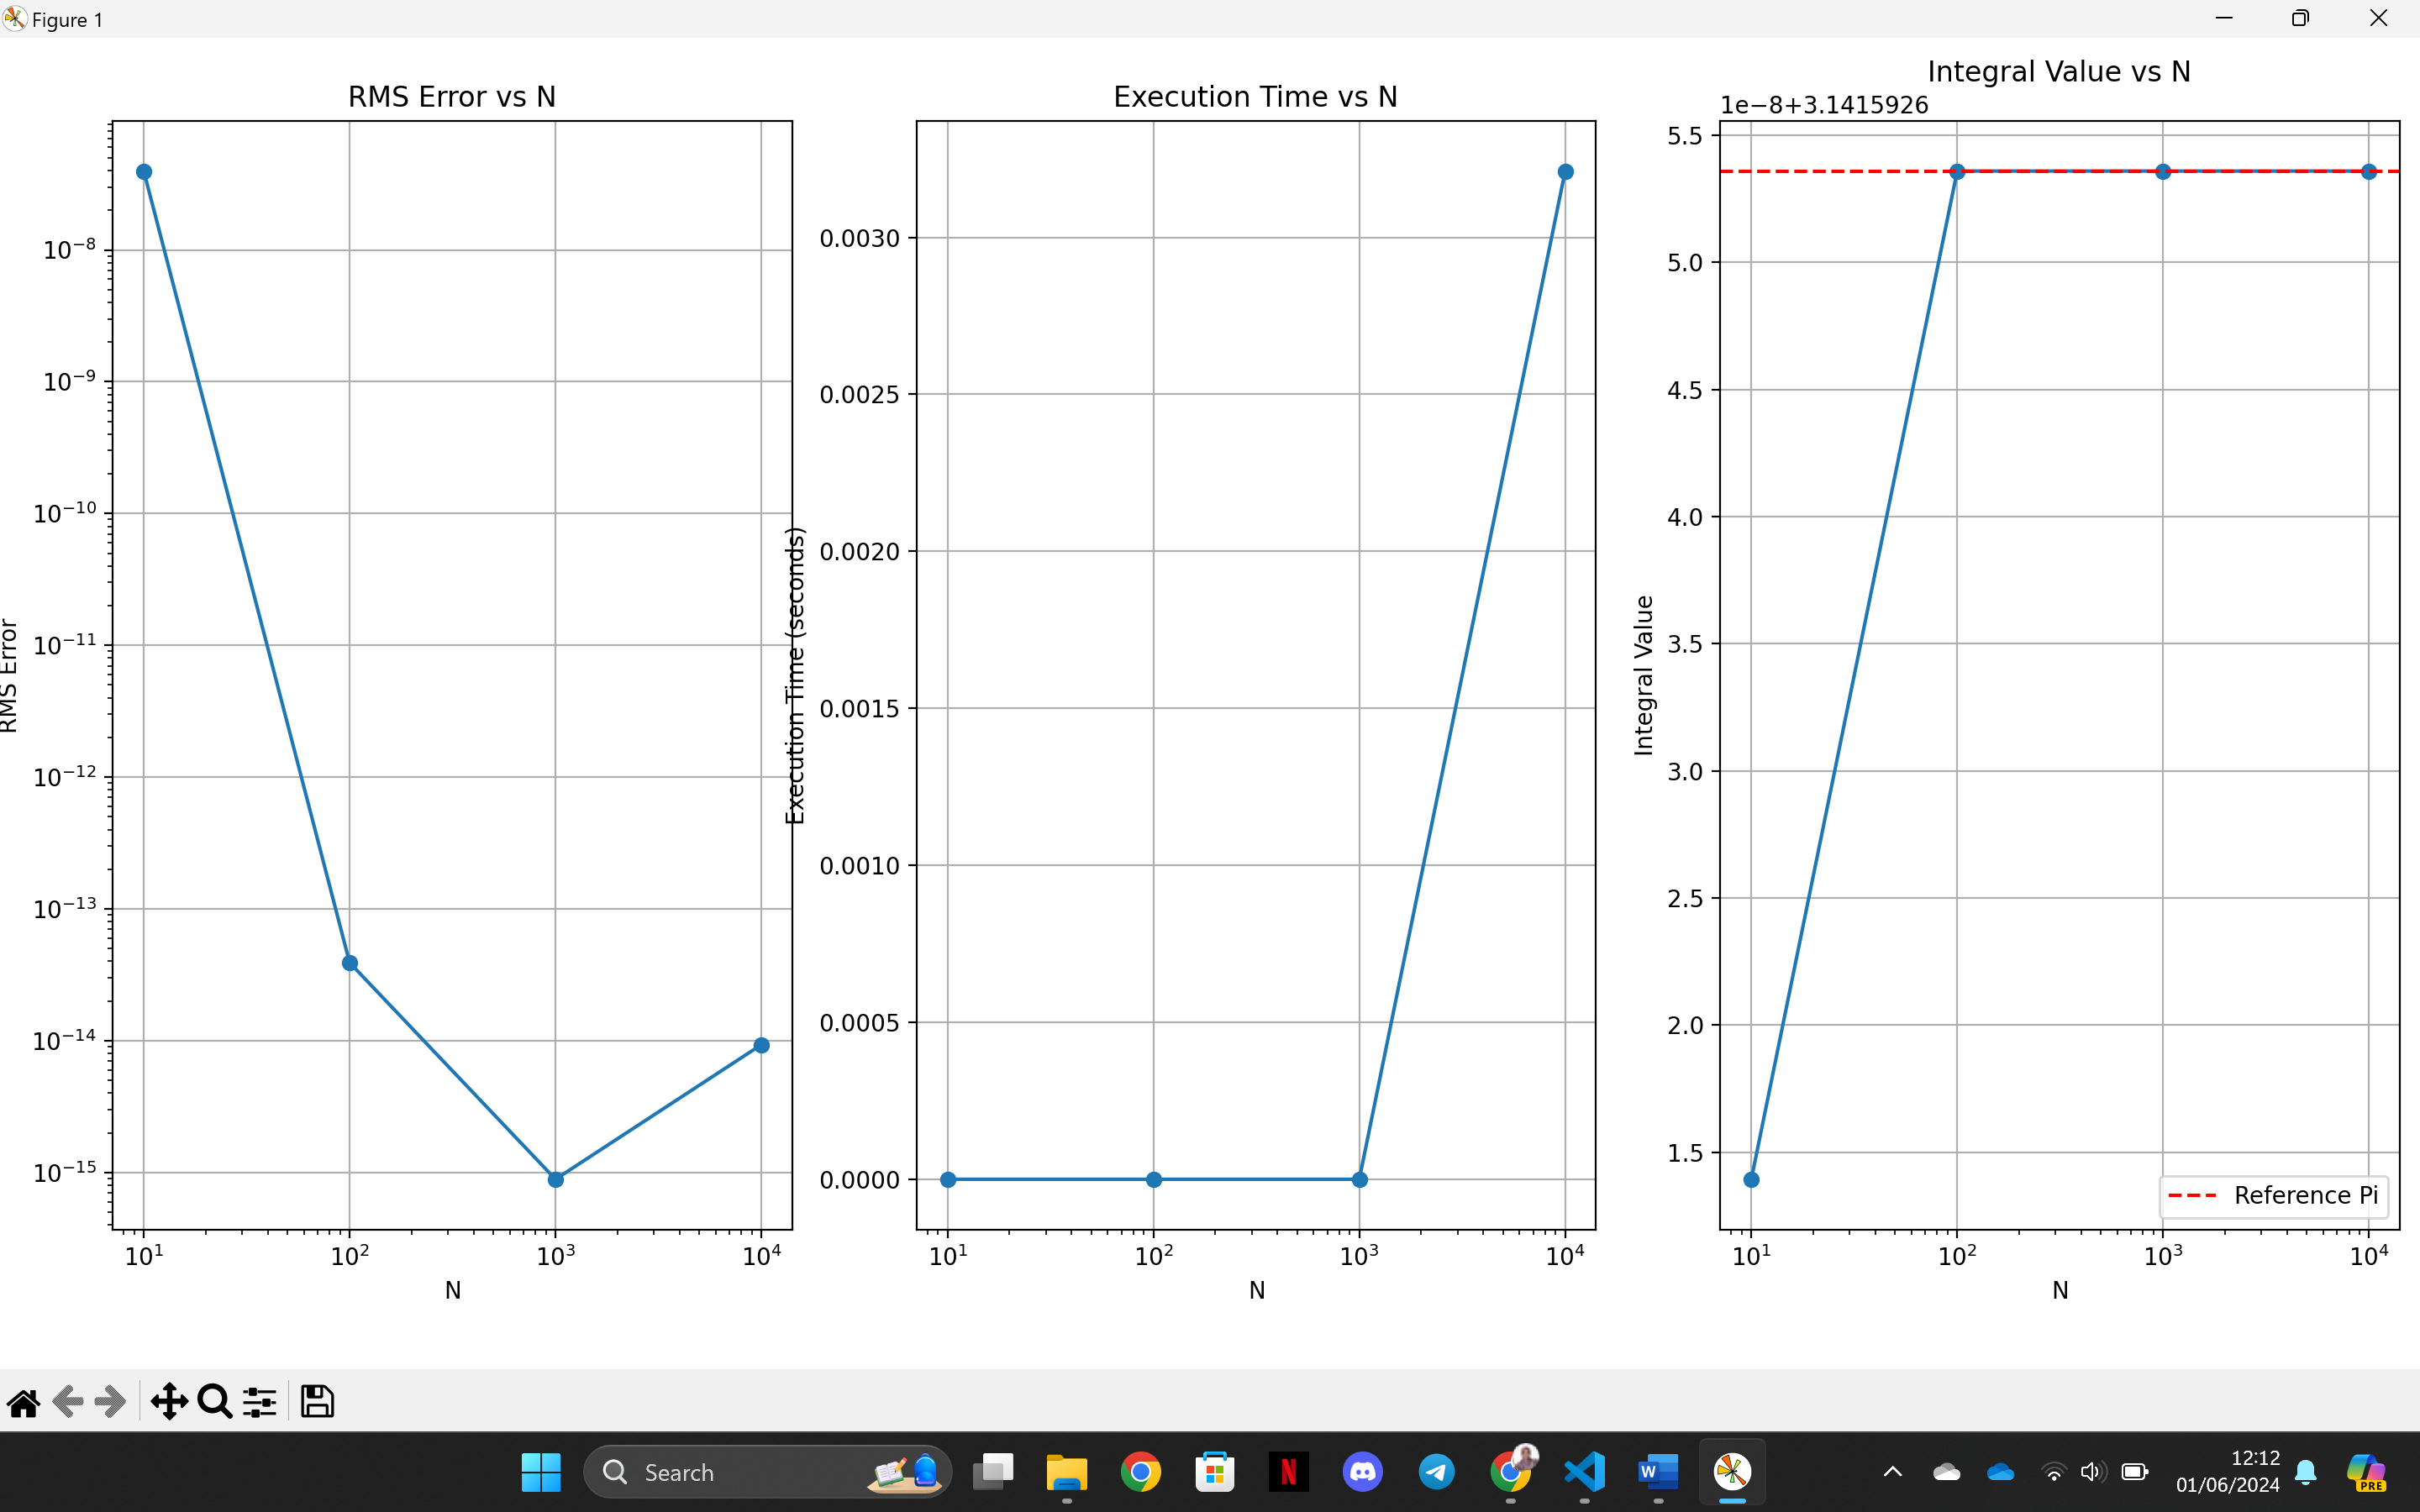 Figure 1
RMS Error vs N
10⁻⁸
10⁻⁹
10⁻¹⁰
10⁻¹¹
10⁻¹²
10⁻¹³
10⁻¹⁴
10⁻¹⁵
RMS Error
10¹ 10² 10³ 10⁴
N
Execution Time vs N
0.0030
0.0025
0.0020
0.0015
0.0010
0.0005
0.0000
Execution Time (seconds)
10¹ 10² 10³ 10⁴
N
Integral Value vs N
1e−8+3.1415926
5.5
5.0
4.5
4.0
3.5
3.0
2.5
2.0
1.5
Integral Value
Reference Pi
10¹ 10² 10³ 10⁴
N
Search
N
W
12:12
01/06/2024
PRE